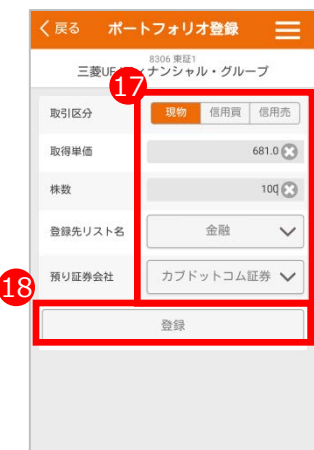 戻る ポートフォリオ登録
8306 東証1
三菱UF ナンシャル・グループ
17
取引区分 現物 信用買 信用売
取得単価 681.0
株数 100
登録先リスト名 金融
預り証券会社 カブドットコム証券
18
登録